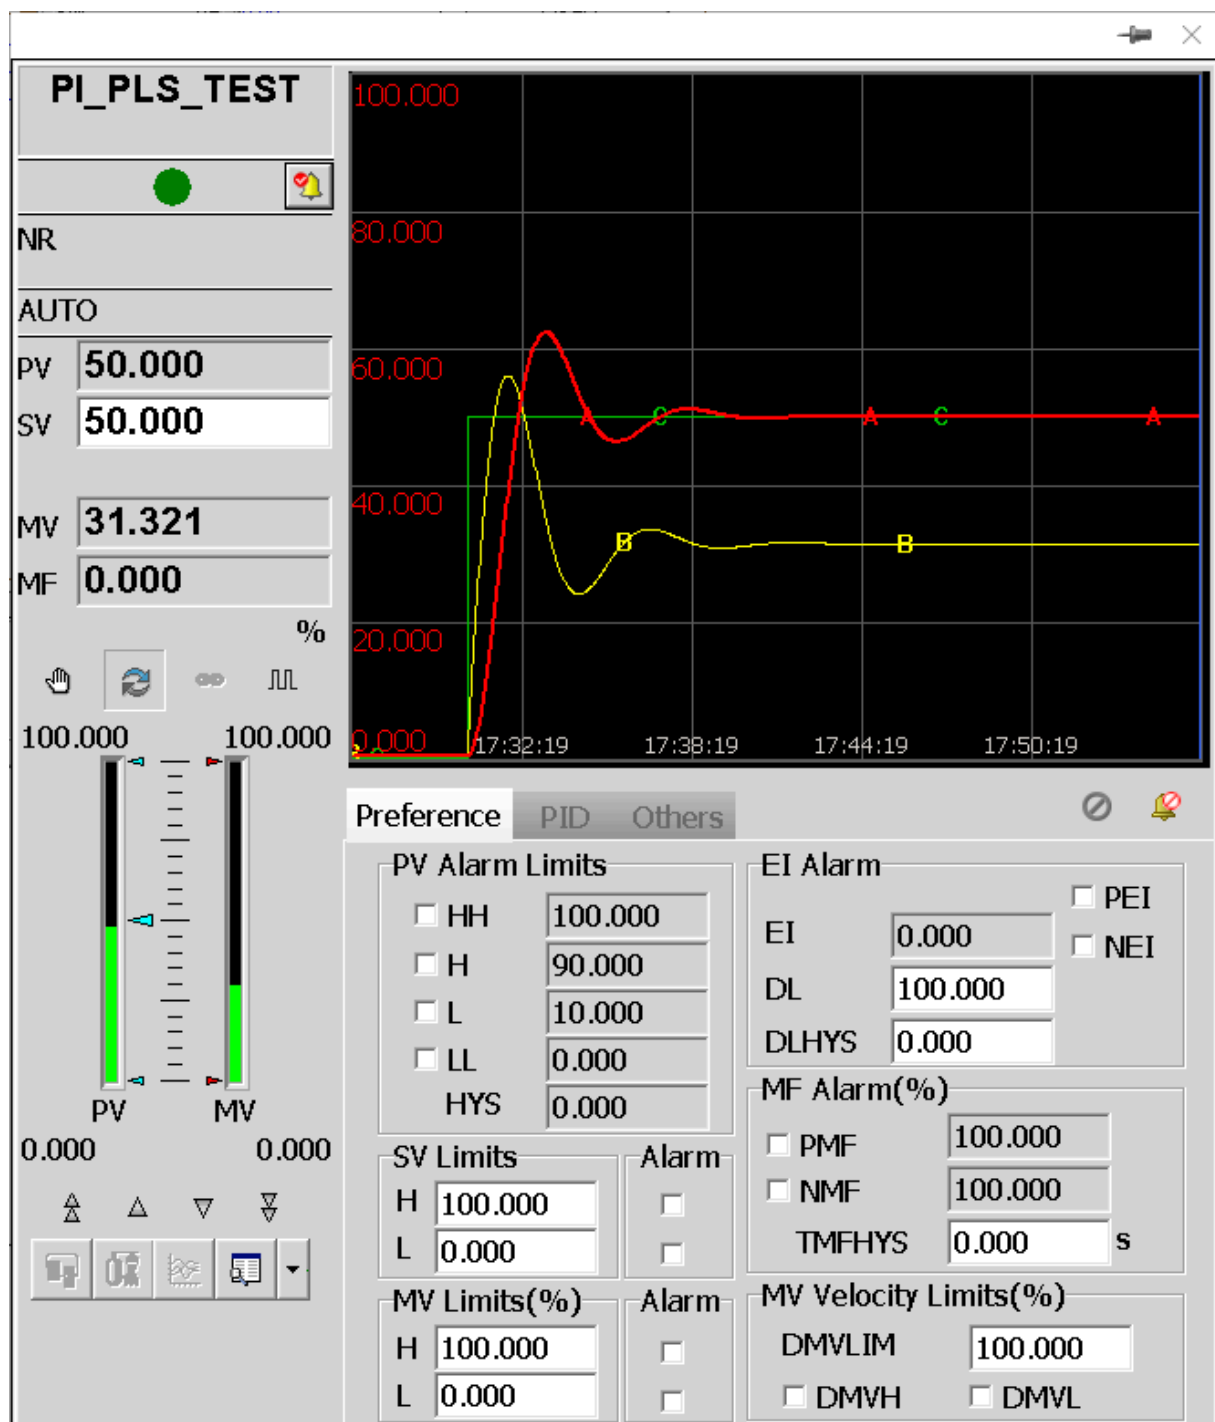 PI_PLS_TEST
NR
AUTO
PV 50.000
SV 50.000
MV 31.321
MF 0.000
%
100.000 100.000
PV MV
0.000 0.000
100.000
80.000
60.000
A C A C A
40.000
B B
20.000
0.000 17:32:19 17:38:19 17:44:19 17:50:19
Preference PID Others
PV Alarm Limits
HH 100.000
H 90.000
L 10.000
LL 0.000
HYS 0.000
SV Limits Alarm
H 100.000
L 0.000
MV Limits(%) Alarm
H 100.000
L 0.000
EI Alarm
PEI
EI 0.000
NEI
DL 100.000
DLHYS 0.000
MF Alarm(%)
PMF 100.000
NMF 100.000
TMFHYS 0.000 s
MV Velocity Limits(%)
DMVLIM 100.000
DMVH DMVL